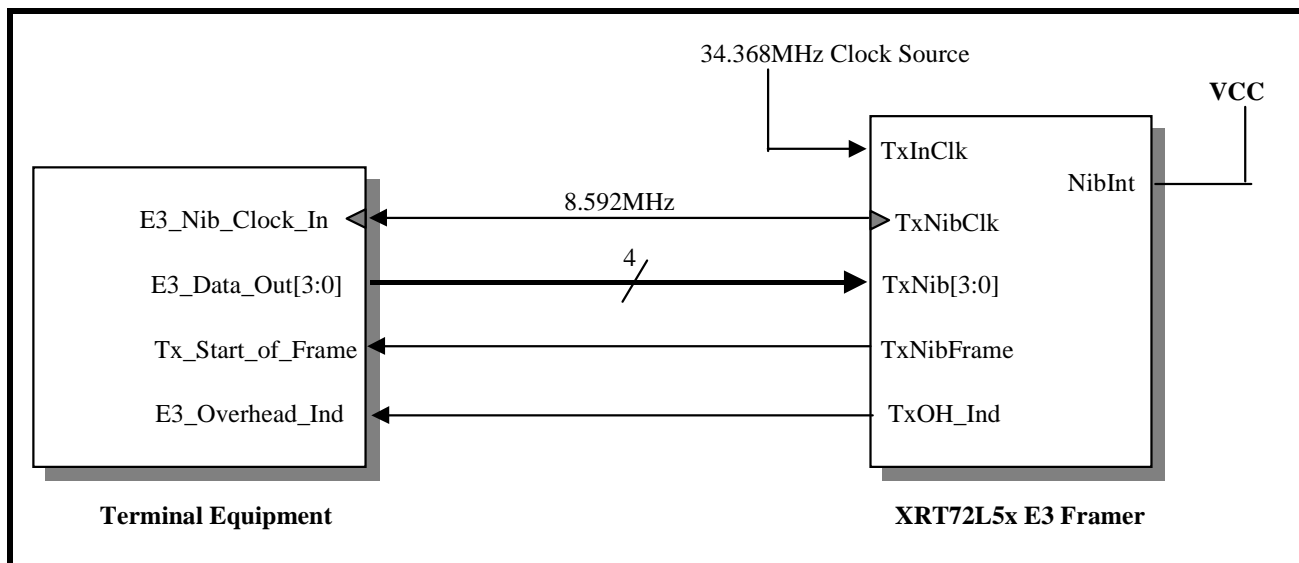 34.368MHz Clock Source
VCC
TxInClk
NibInt
8.592MHz
E3_Nib_Clock_In
TxNibClk
4
E3_Data_Out[3:0]
TxNib[3:0]
Tx_Start_of_Frame
TxNibFrame
E3_Overhead_Ind
TxOH_Ind
Terminal Equipment
XRT72L5x E3 Framer